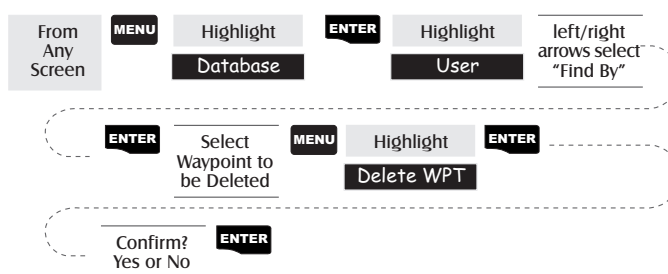 From
Any
Screen
MENU
Highlight
Database
ENTER
Highlight
User
left/right
arrows select
“Find By”
ENTER
Select
Waypoint to
be Deleted
MENU
Highlight
Delete WPT
ENTER
Confirm?
Yes or No
ENTER